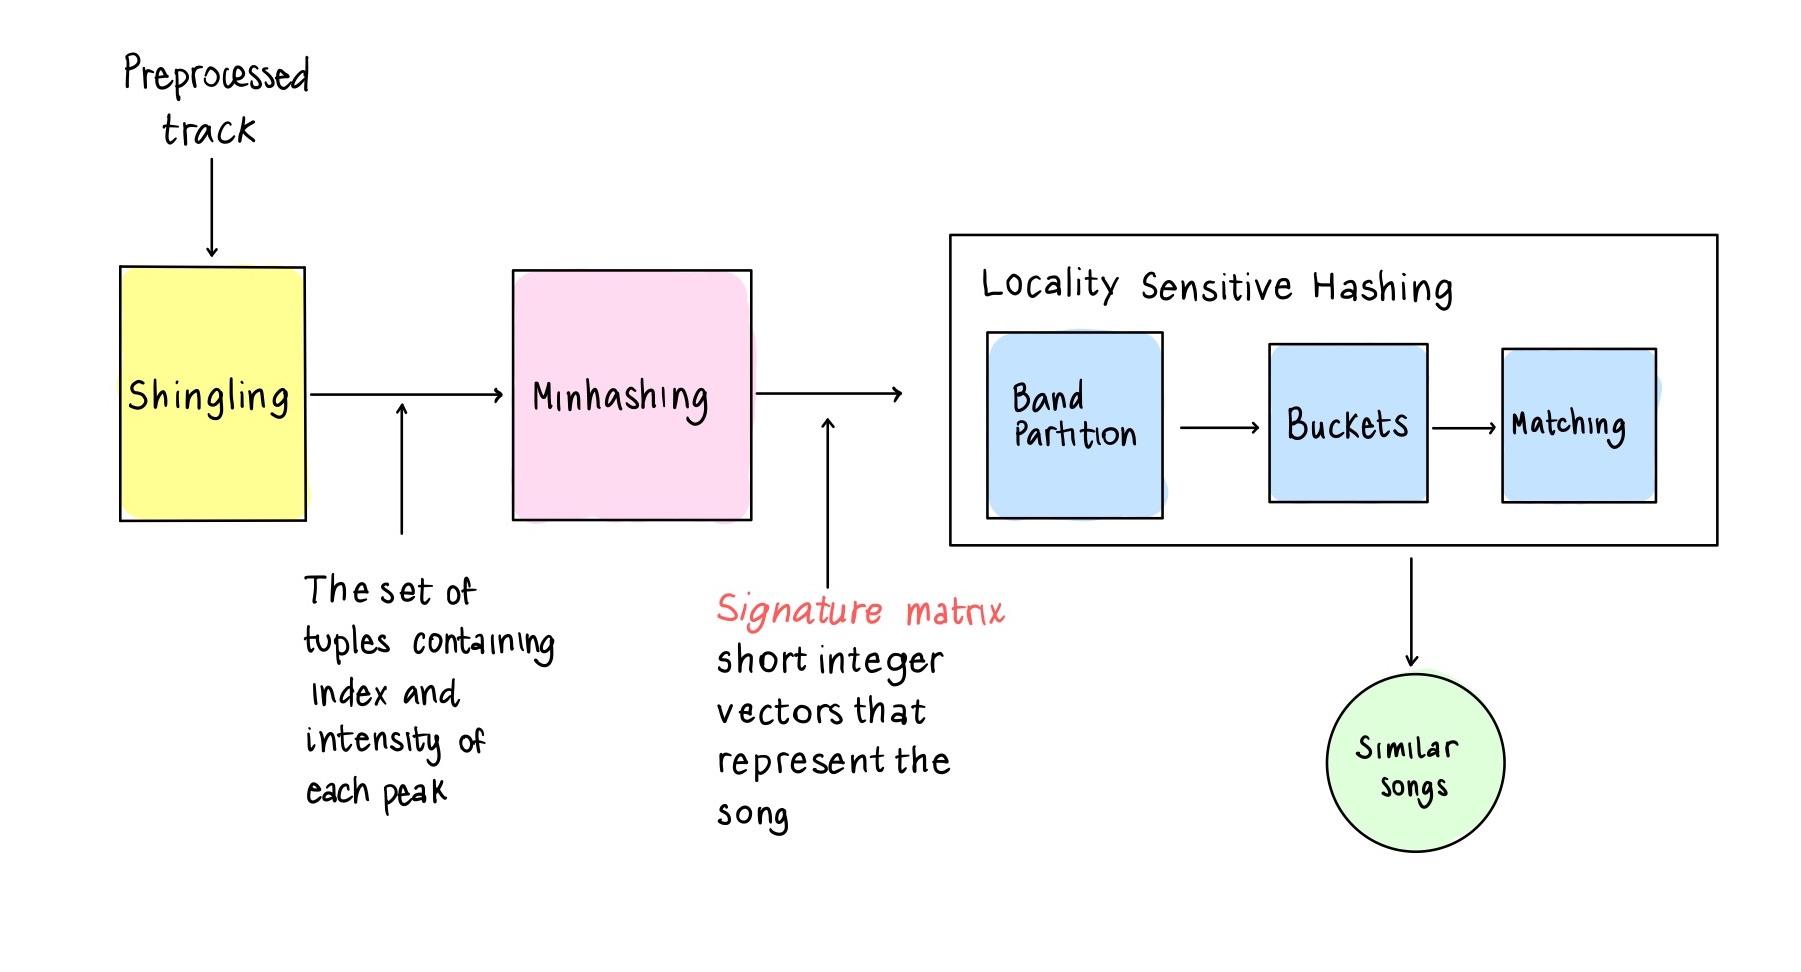 Preprocessed
track
Shingling
Minhashing
Locality Sensitive Hashing
Band
Partition
Buckets
Matching
The set of
tuples containing
index and
intensity of
each peak
Signature matrix
short integer
vectors that
represent the
song
Similar
songs